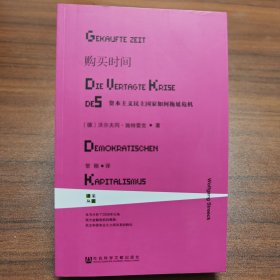 GEKAUFTE ZEIT
购买时间
DIE VERTAGTE KRISE
DES 资本主义民主国家如何拖延危机
（德）沃尔夫冈·施特雷克 著
DEMOKRATISCHEN
常晅 译
KAPITALISMUS
Wolfgang Streeck
社会科学文献出版社